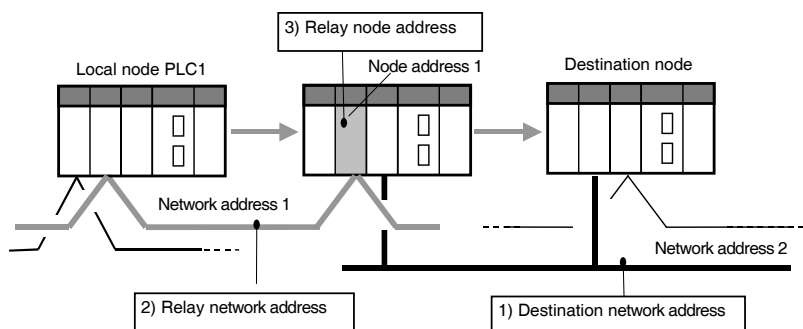 3) Relay node address
Local node PLC1
Node address 1
Destination node
Network address 1
Network address 2
2) Relay network address
1) Destination network address